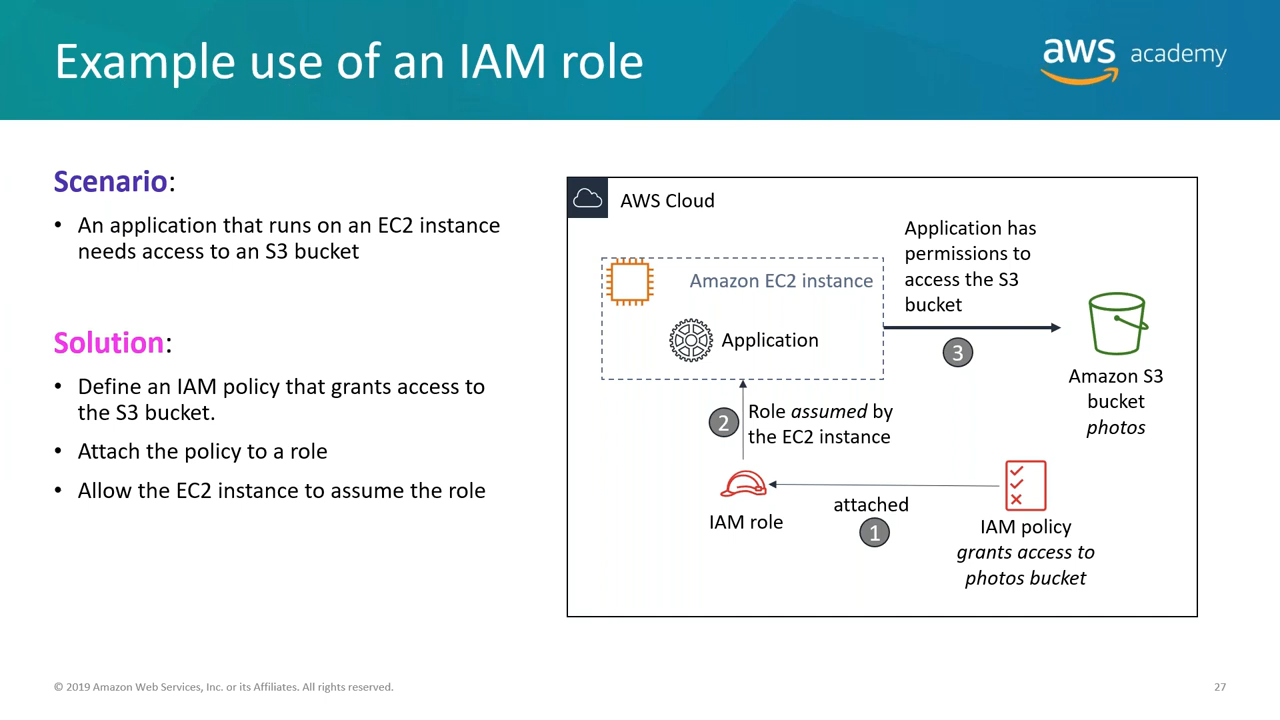 Example use of an IAM role
aws academy
Scenario:
• An application that runs on an EC2 instance
needs access to an S3 bucket
Solution:
• Define an IAM policy that grants access to
the S3 bucket.
• Attach the policy to a role
• Allow the EC2 instance to assume the role
AWS Cloud
Amazon EC2 instance
Application
Application has
permissions to
access the S3
bucket
3
Amazon S3
bucket
photos
2
Role assumed by
the EC2 instance
IAM role
attached
1
IAM policy
grants access to
photos bucket
© 2019 Amazon Web Services, Inc. or its Affiliates. All rights reserved.
27